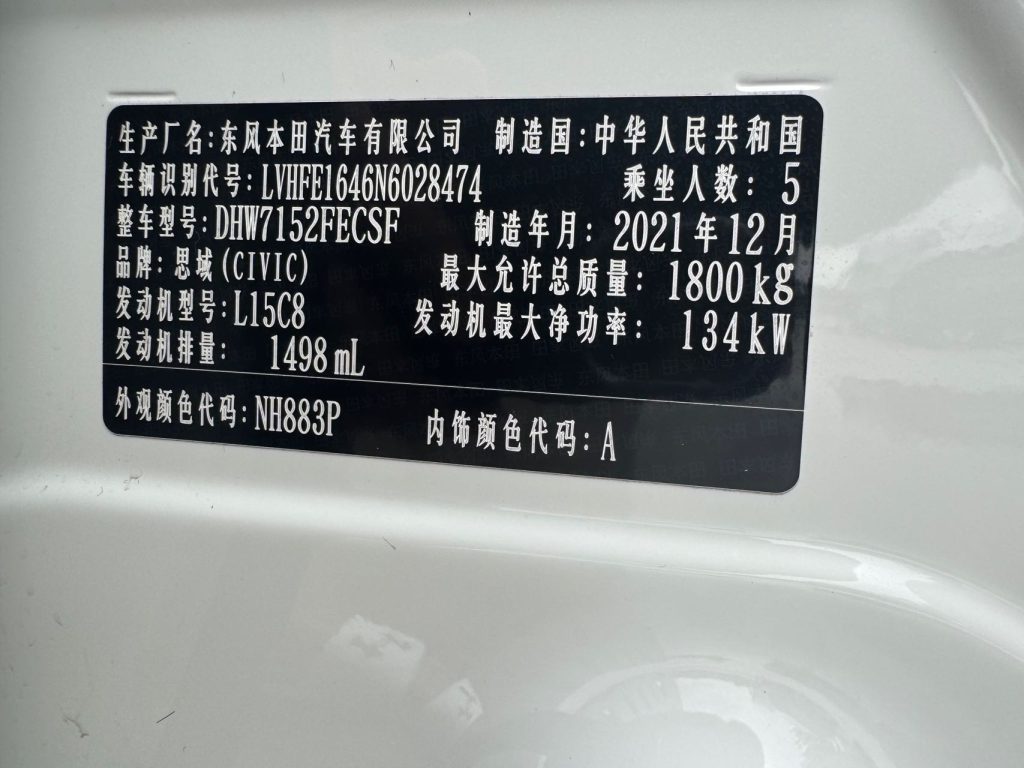 生产厂名:东风本田汽车有限公司 制造国:中华人民共和国
车辆识别代号:LVHFE1646N6028474 乘坐人数:5
整车型号:DHW7152FECSF 制造年月:2021年12月
品牌:思域(CIVIC) 最大允许总质量:1800kg
发动机型号:L15C8 发动机最大净功率:134kW
发动机排量:1498mL
外观颜色代码:NH883P 内饰颜色代码:A